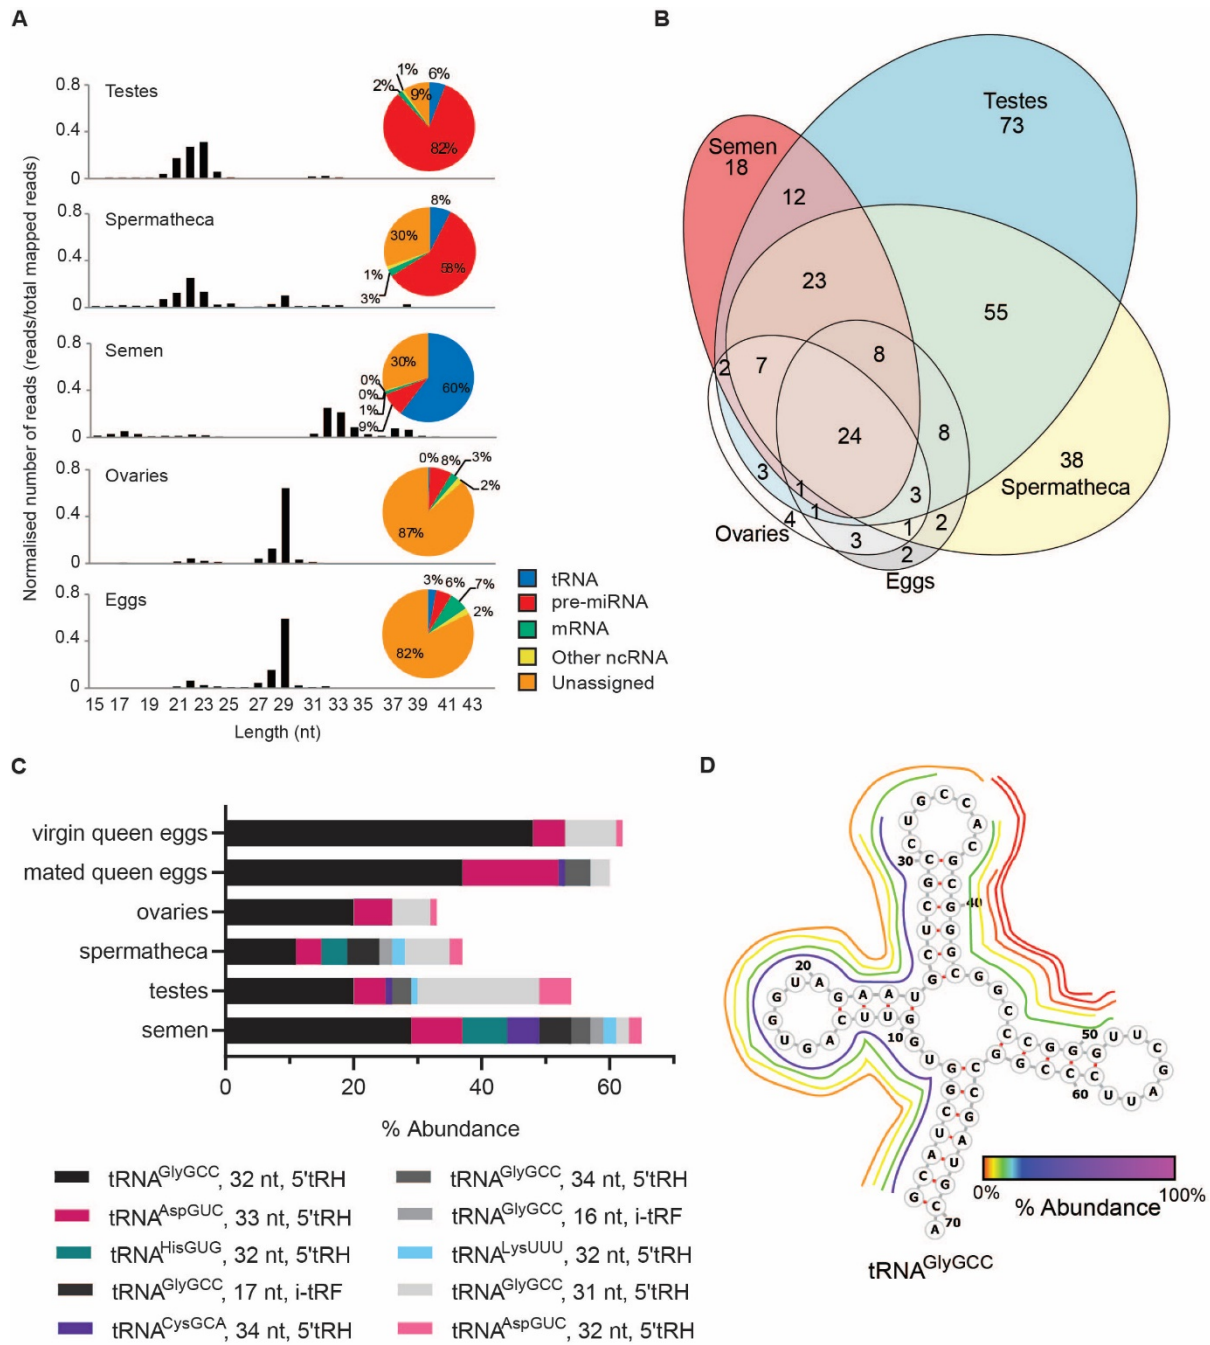 A
Normalised number of reads (reads/total mapped reads)
Testes
0.8
0.4
0
2%
1%
6%
9%
82%
Spermatheca
0.8
0.4
0
8%
30%
58%
1%
3%
Semen
0.8
0.4
0
30%
60%
0%
0%
1%
9%
Ovaries
0.8
0.4
0
0%
8%
3%
2%
87%
Eggs
0.8
0.4
0
3%
6%
7%
2%
82%
15 17 19 21 23 25 27 29 31 33 35 37 39 41 43
Length (nt)
tRNA
pre-miRNA
mRNA
Other ncRNA
Unassigned
B
Testes
73
Semen
18
12
23
55
8
2
7
24
8
38
Spermatheca
3
1
3
4
1
1
2
Ovaries
3
2
Eggs
C
virgin queen eggs
mated queen eggs
ovaries
spermatheca
testes
semen
0 20 40 60
% Abundance
tRNAGlyGCC, 32 nt, 5'tRH
tRNAAspGUC, 33 nt, 5'tRH
tRNAHisGUG, 32 nt, 5'tRH
tRNAGlyGCC, 17 nt, i-tRF
tRNACysGCA, 34 nt, 5'tRH
tRNAGlyGCC, 34 nt, 5'tRH
tRNAGlyGCC, 16 nt, i-tRF
tRNALysUUU, 32 nt, 5'tRH
tRNAGlyGCC, 31 nt, 5'tRH
tRNAAspGUC, 32 nt, 5'tRH
D
G C A U C G G U G
10
G U U C A G U G G U A G A A U G
20
C U C G C
30
C U G C C A C
G C G G G
40
C G G C C C G G G
50
U U C G A U U
C C C G G
60
C C G A U G C A
70
0%
100%
% Abundance
tRNAGlyGCC